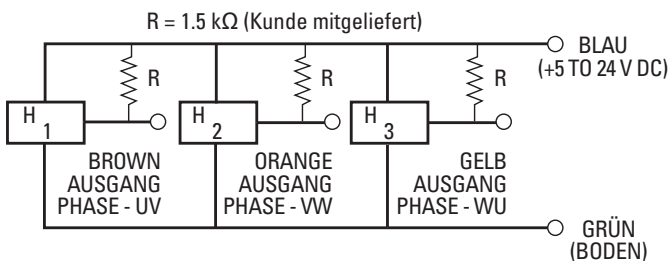 R = 1.5 kΩ (Kunde mitgeliefert)
BLAU
(+5 TO 24 V DC)
R
R
R
H 1
H 2
H 3
BROWN
AUSGANG
PHASE - UV
ORANGE
AUSGANG
PHASE - VW
GELB
AUSGANG
PHASE - WU
GRÜN
(BODEN)